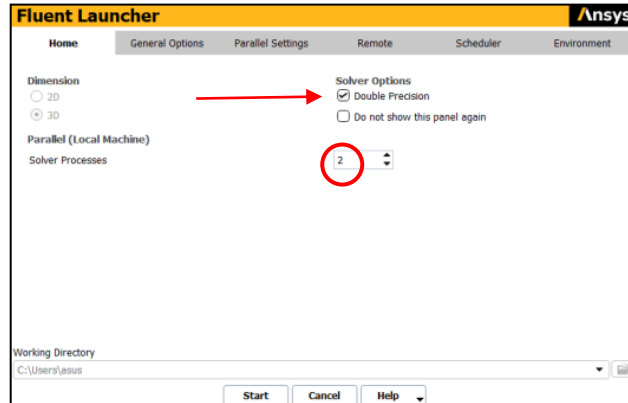 Fluent Launcher
Ansys
Home General Options Parallel Settings Remote Scheduler Environment
Dimension
2D
3D
Solver Options
Double Precision
Do not show this panel again
Parallel (Local Machine)
Solver Processes 2
Working Directory
C:\Users\asus
Start Cancel Help